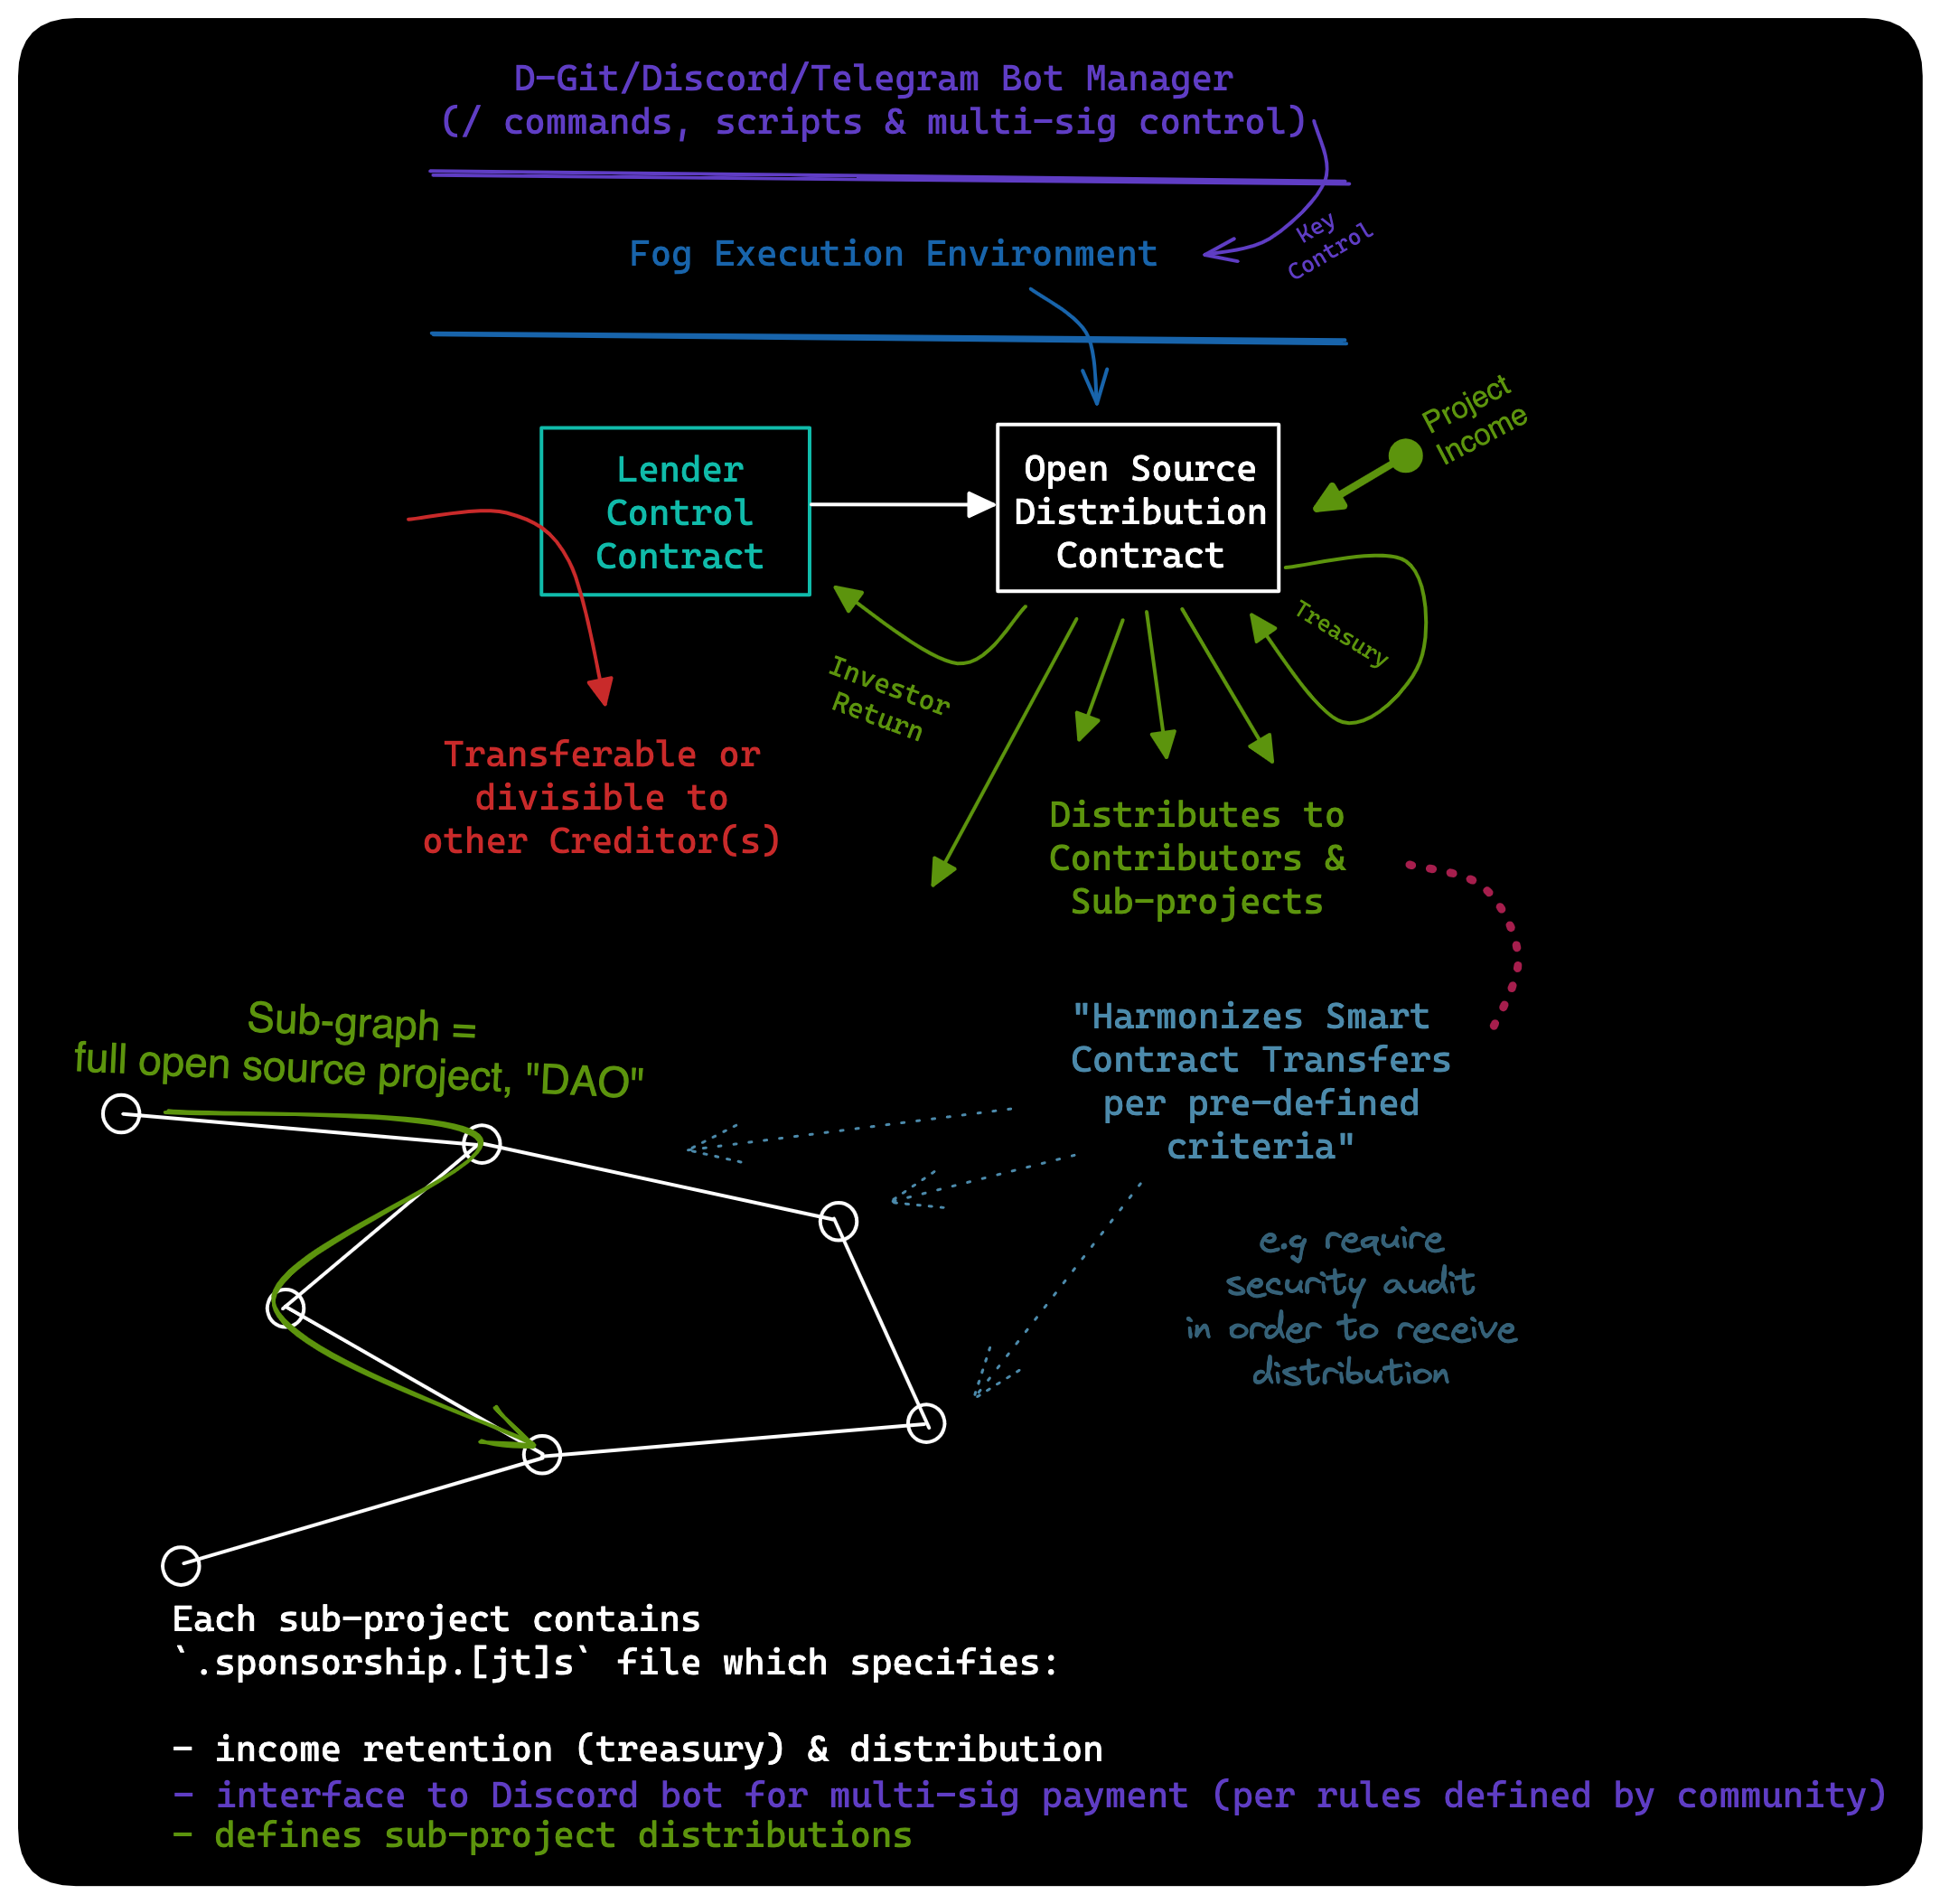 D-Git/Discord/Telegram Bot Manager
(/ commands, scripts & multi-sig control)
Key
Control
Fog Execution Environment
Project
Income
Lender
Control
Contract
Open Source
Distribution
Contract
Treasury
Investor
Return
Transferable or
divisible to
other Creditor(s)
Distributes to
Contributors &
Sub-projects
Sub-graph =
full open source project, "DAO"
"Harmonizes Smart
Contract Transfers
per pre-defined
criteria"
e.g require
security audit
in order to receive
distribution
Each sub-project contains
`.sponsorship.[jt]s` file which specifies:
- income retention (treasury) & distribution
- interface to Discord bot for multi-sig payment (per rules defined by community)
- defines sub-project distributions